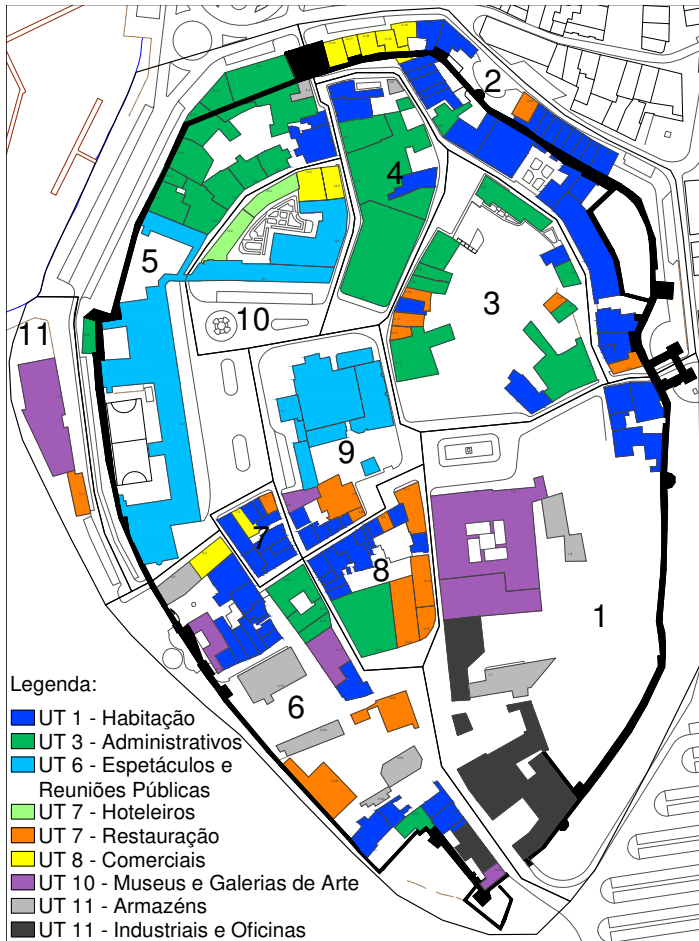 2
4
5
3
10
11
9
7
8
1
6
Legenda:
UT 1 - Habitação
UT 3 - Administrativos
UT 6 - Espetáculos e
Reuniões Públicas
UT 7 - Hoteleiros
UT 7 - Restauração
UT 8 - Comerciais
UT 10 - Museus e Galerias de Arte
UT 11 - Armazéns
UT 11 - Industriais e Oficinas